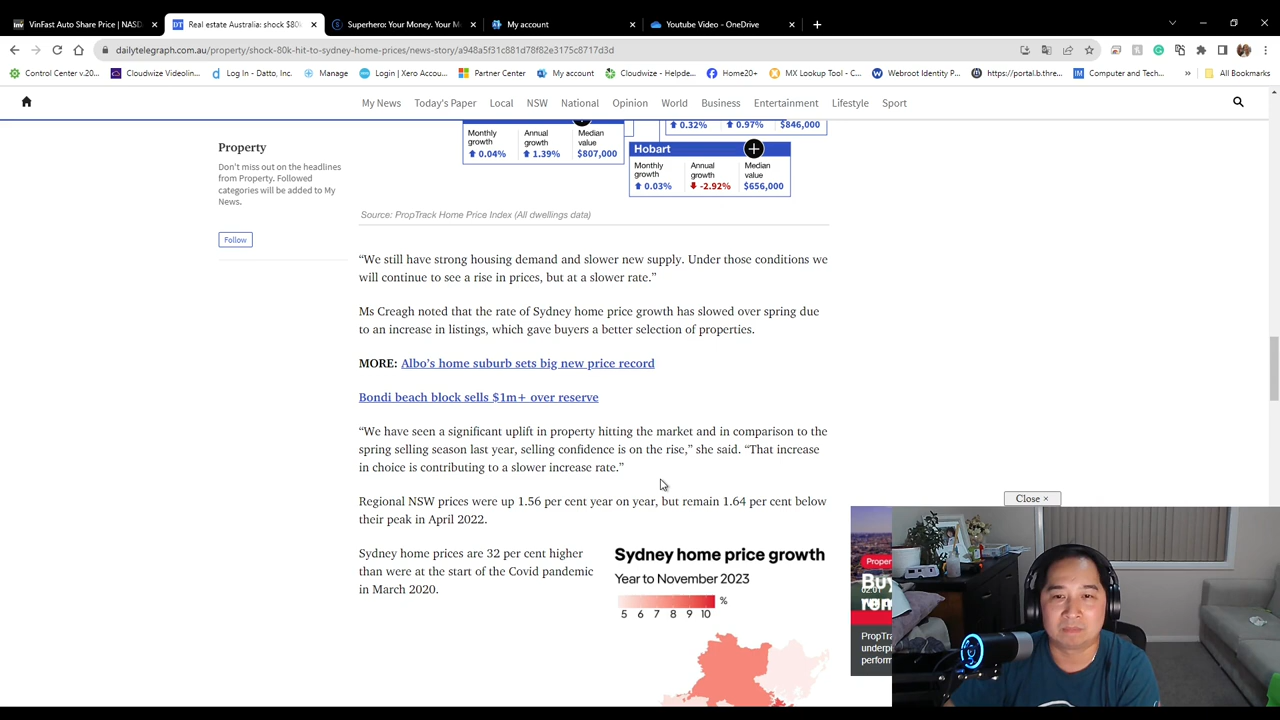 VinFast Auto Share Price | NASD
Real estate Australia: shock $80k
Superhero: Your Money. Your M
My account
Youtube Video - OneDrive
dailytelegraph.com.au/property/shock-80k-hit-to-sydney-home-prices/news-story/a948a5f31c881d78f82e3175c8717d3d
Control Center v.20...
Cloudwize Videolin...
Log In - Datto, Inc.
Manage
Login | Xero Accou...
Partner Center
My account
Cloudwize - Helpde...
Home20+
MX Lookup Tool - C...
Webroot Identity P...
https://portal.b.thre...
Computer and Tech...
»
All Bookmarks
My News Today's Paper Local NSW National Opinion World Business Entertainment Lifestyle Sport
Property
Don't miss out on the headlines
from Property. Followed
categories will be added to My
News.
Follow
Monthly growth
0.04%
Annual growth
1.39%
Median value
$807,000
0.32% 0.97% $846,000
Hobart
Monthly growth
0.03%
Annual growth
-2.92%
Median value
$656,000
Source: PropTrack Home Price Index (All dwellings data)
“We still have strong housing demand and slower new supply. Under those conditions we
will continue to see a rise in prices, but at a slower rate.”
Ms Creagh noted that the rate of Sydney home price growth has slowed over spring due
to an increase in listings, which gave buyers a better selection of properties.
MORE: Albo’s home suburb sets big new price record
Bondi beach block sells $1m+ over reserve
“We have seen a significant uplift in property hitting the market and in comparison to the
spring selling season last year, selling confidence is on the rise,” she said. “That increase
in choice is contributing to a slower increase rate.”
Regional NSW prices were up 1.56 per cent year on year, but remain 1.64 per cent below
their peak in April 2022.
Sydney home prices are 32 per cent higher
than were at the start of the Covid pandemic
in March 2020.
Sydney home price growth
Year to November 2023
%
5 6 7 8 9 10
Close ×
Proper
02:01
Buy
PropTra
underpi
perform